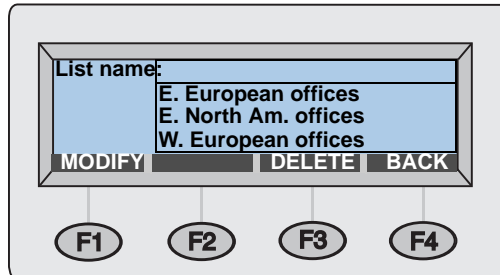 List name:
E. European offices
E. North Am. offices
W. European offices
MODIFY DELETE BACK
F1 F2 F3 F4